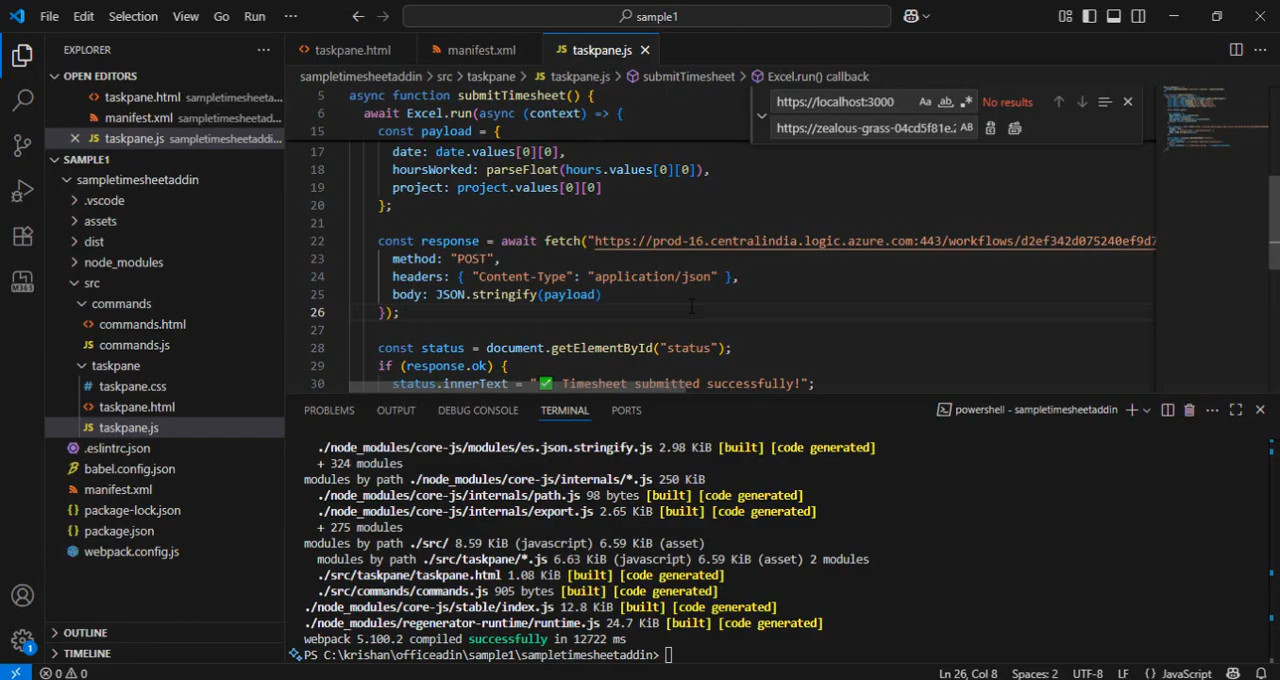 File Edit Selection View Go Run ··· sample1
EXPLORER ···
OPEN EDITORS
<> taskpane.html sampletimesheeta...
manifest.xml sampletimesheetad...
JS taskpane.js sampletimesheetaddi...
SAMPLE1
sampletimesheetaddin
.vscode
assets
dist
node_modules
src
commands
<> commands.html
JS commands.js
taskpane
# taskpane.css
<> taskpane.html
JS taskpane.js
.eslintrc.json
babel.config.json
manifest.xml
{} package-lock.json
{} package.json
webpack.config.js
OUTLINE
TIMELINE
M365
1
<> taskpane.html
manifest.xml
JS taskpane.js
sampletimesheetaddin > src > taskpane > JS taskpane.js > submitTimesheet > Excel.run() callback
https://localhost:3000 Aa ab .* No results
https://zealous-grass-04cd5f81e.2 AB
5 async function submitTimesheet() {
6 await Excel.run(async (context) => {
15 const payload = {
17 date: date.values[0][0],
18 hoursWorked: parseFloat(hours.values[0][0]),
19 project: project.values[0][0]
20 };
21
22 const response = await fetch("https://prod-16.centralindia.logic.azure.com:443/workflows/d2ef342d075240ef9d7
23 method: "POST",
24 headers: { "Content-Type": "application/json" },
25 body: JSON.stringify(payload)
26 });
27
28 const status = document.getElementById("status");
29 if (response.ok) {
30 status.innerText = "✅ Timesheet submitted successfully!";
PROBLEMS OUTPUT DEBUG CONSOLE TERMINAL PORTS powershell - sampletimesheetaddin
./node_modules/core-js/modules/es.json.stringify.js 2.98 KiB [built] [code generated]
+ 324 modules
modules by path ./node_modules/core-js/internals/*.js 250 KiB
./node_modules/core-js/internals/path.js 98 bytes [built] [code generated]
./node_modules/core-js/internals/export.js 2.65 KiB [built] [code generated]
+ 275 modules
modules by path ./src/ 8.59 KiB (javascript) 6.59 KiB (asset)
modules by path ./src/taskpane/*.js 6.63 KiB (javascript) 6.59 KiB (asset) 2 modules
./src/taskpane/taskpane.html 1.08 KiB [built] [code generated]
./src/commands/commands.js 905 bytes [built] [code generated]
./node_modules/core-js/stable/index.js 12.8 KiB [built] [code generated]
./node_modules/regenerator-runtime/runtime.js 24.7 KiB [built] [code generated]
webpack 5.100.2 compiled successfully in 12722 ms
PS C:\krishan\officeadin\sample1\sampletimesheetaddin>
0 0 Ln 26, Col 8 Spaces: 2 UTF-8 LF {} JavaScript